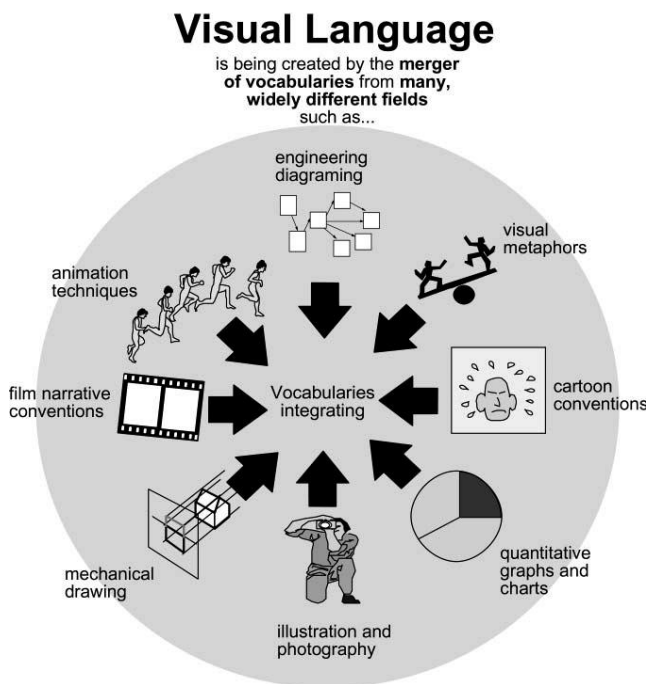 Visual Language
is being created by the merger
of vocabularies from many,
widely different fields
such as...
engineering
diagraming
visual
metaphors
animation
techniques
film narrative
conventions
Vocabularies
integrating
cartoon
conventions
mechanical
drawing
quantitative
graphs and
charts
illustration and
photography